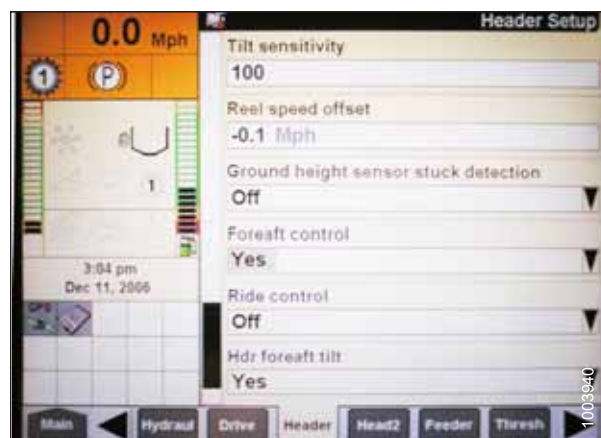 0.0 Mph
1
(P)
1
3:04 pm
Dec 11, 2006
Header Setup
Tilt sensitivity
100
Reel speed offset
-0.1 Mph
Ground height sensor stuck detection
Off
Foreaft control
Yes
Ride control
Off
Hdr foreaft tilt
Yes
Main
Hydraul
Drive
Header
Head2
Feeder
Thresh
1003940